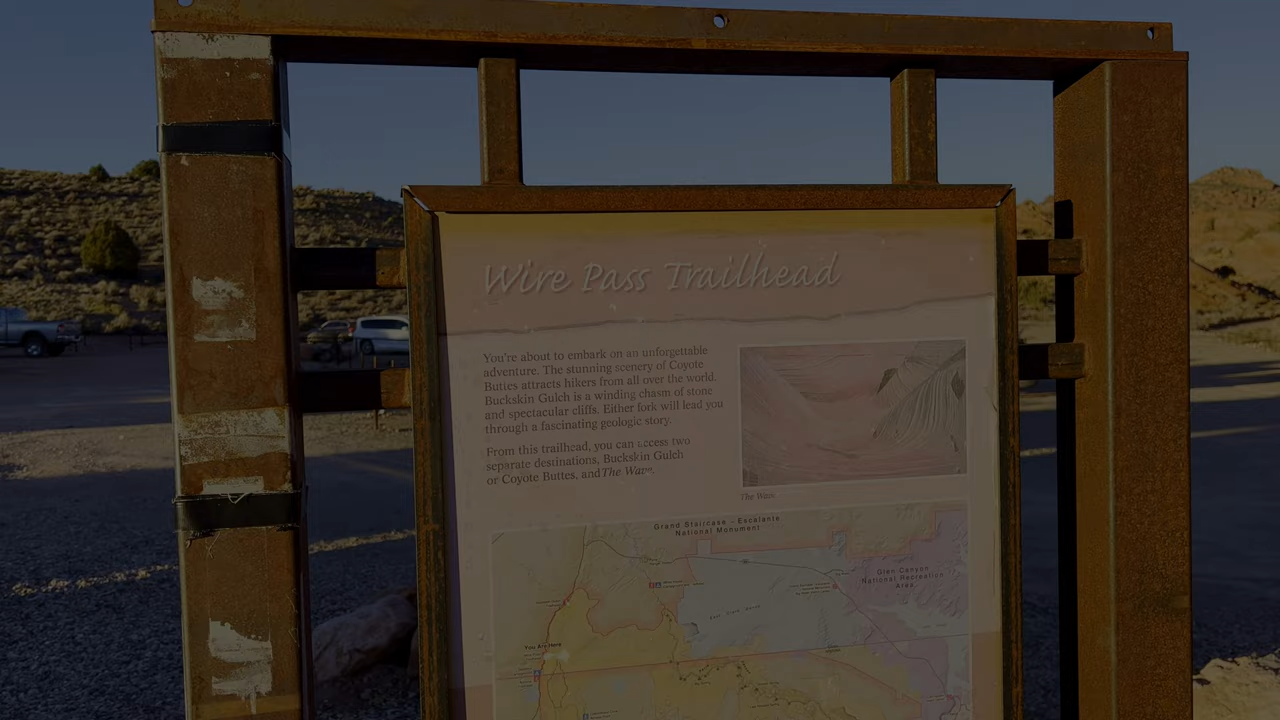 Wire Pass Trailhead
You're about to embark on an unforgettable
adventure. The stunning scenery of Coyote
Buttes attracts hikers from all over the world.
Buckskin Gulch is a winding chasm of stone
and spectacular cliffs. Either fork will lead you
through a fascinating geologic story.
From this trailhead, you can access two
separate destinations, Buckskin Gulch
or Coyote Buttes, and The Wave.
The Wave
Grand Staircase - Escalante
National Monument
Glen Canyon
National Recreation
Area
You Are Here